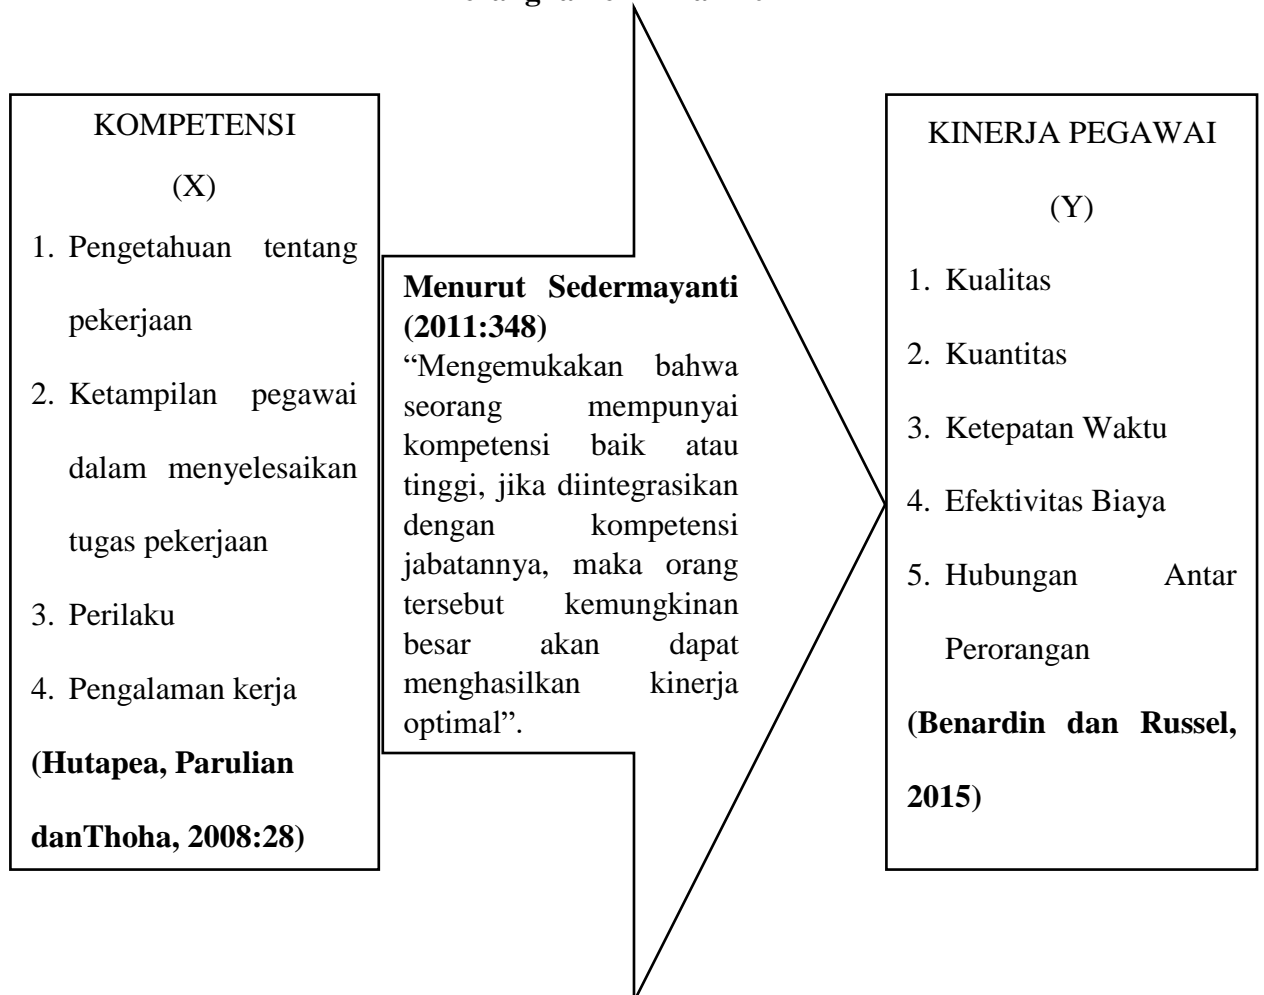 KOMPETENSI
(X)
1. Pengetahuan tentang
pekerjaan
2. Ketampilan pegawai
dalam menyelesaikan
tugas pekerjaan
3. Perilaku
4. Pengalaman kerja
(Hutapea, Parulian
danThoha, 2008:28)
Menurut Sedermayanti
(2011:348)
“Mengemukakan bahwa
seorang mempunyai
kompetensi baik atau
tinggi, jika diintegrasikan
dengan kompetensi
jabatannya, maka orang
tersebut kemungkinan
besar akan dapat
menghasilkan kinerja
optimal”.
KINERJA PEGAWAI
(Y)
1. Kualitas
2. Kuantitas
3. Ketepatan Waktu
4. Efektivitas Biaya
5. Hubungan Antar
Perorangan
(Benardin dan Russel,
2015)